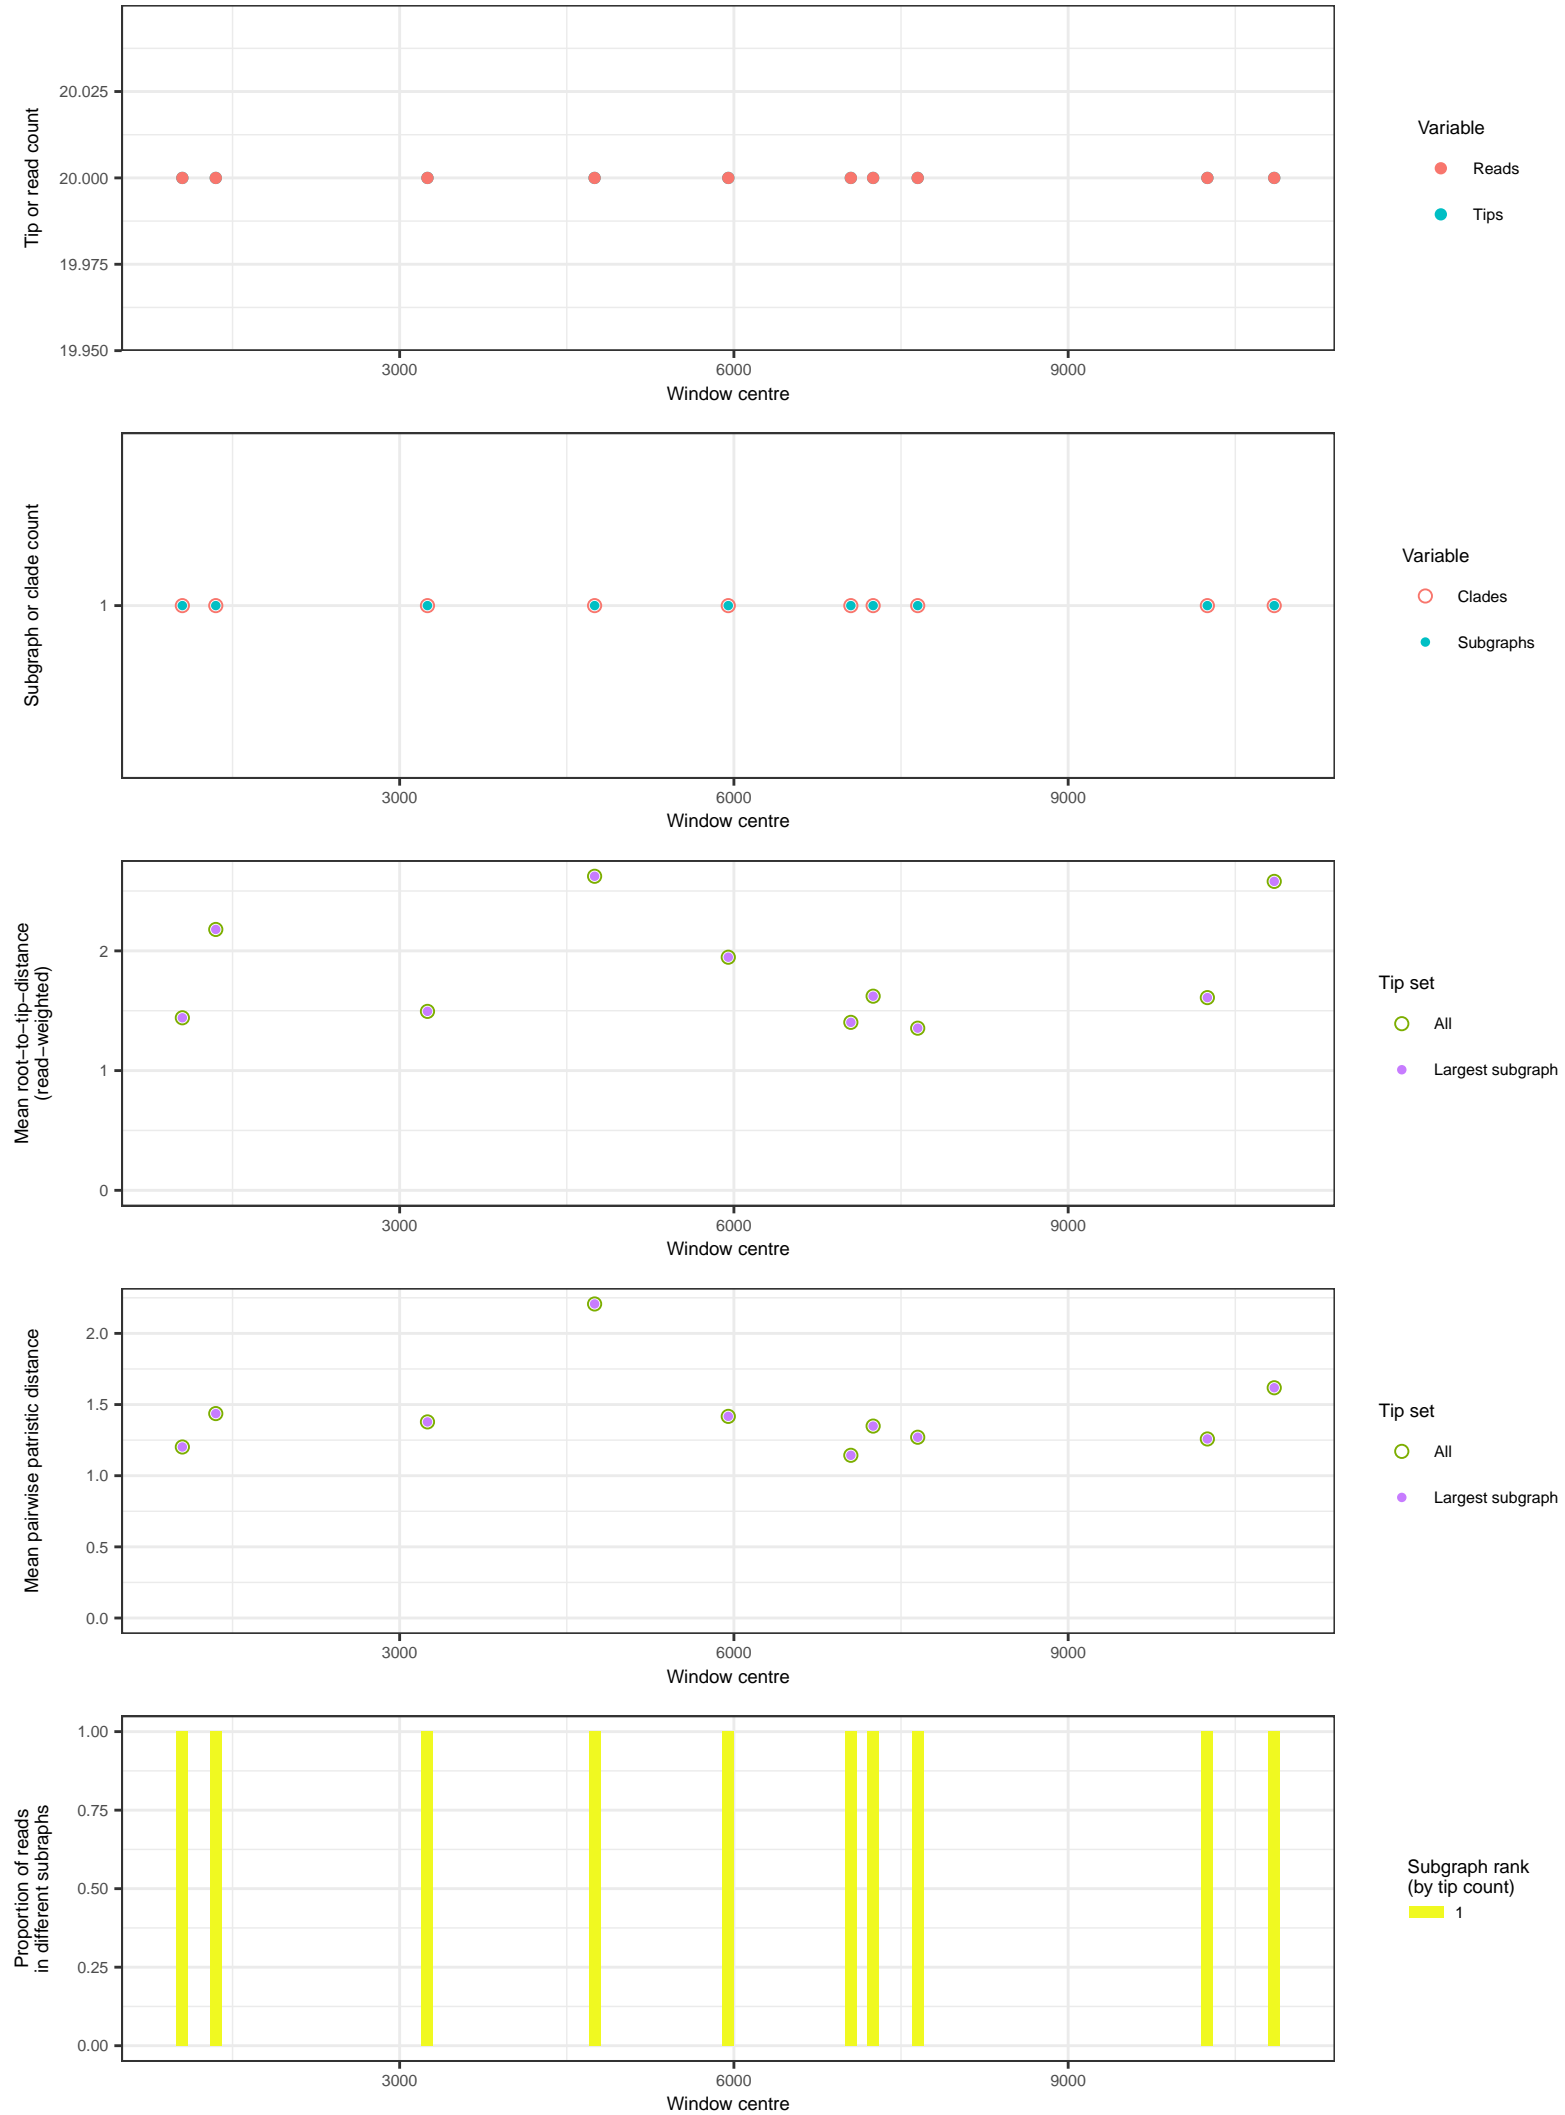 Tip or read count
20.025
20.000
19.975
19.950
3000
6000
9000
Window centre
Variable
Reads
Tips
Subgraph or clade count
1
3000
6000
9000
Window centre
Variable
Clades
Subgraphs
Mean root−to−tip−distance
(read−weighted)
2
1
0
3000
6000
9000
Window centre
Tip set
All
Largest subgraph
Mean pairwise patristic distance
2.0
1.5
1.0
0.5
0.0
3000
6000
9000
Window centre
Tip set
All
Largest subgraph
Proportion of reads
in different subraphs
1.00
0.75
0.50
0.25
0.00
3000
6000
9000
Window centre
Subgraph rank
(by tip count)
1